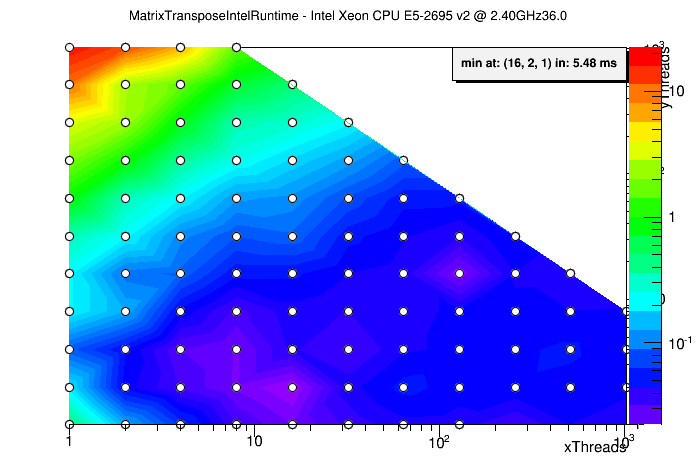 MatrixTransposeIntelRuntime - Intel Xeon CPU E5-2695 v2 @ 2.40GHz36.0
min at: (16, 2, 1) in: 5.48 ms
10³
yThreads
10
1
10⁻¹
1
10
10²
10³
xThreads